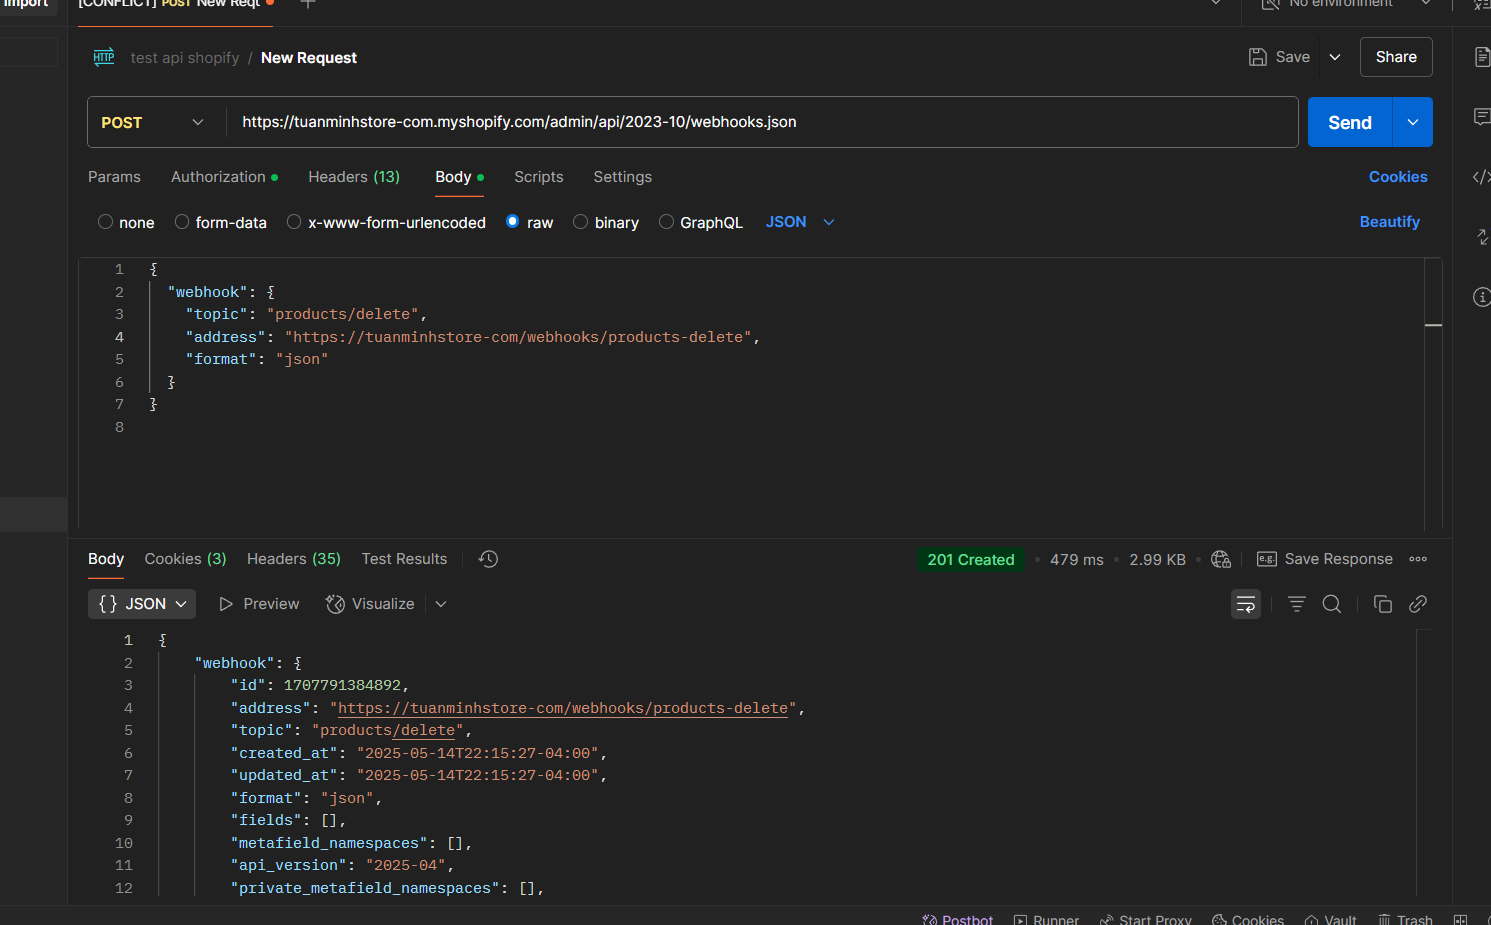 Import
[CONFLICT] POST New Reqt
No environment
HTTP test api shopify / New Request
Save
Share
POST https://tuanminhstore-com.myshopify.com/admin/api/2023-10/webhooks.json
Send
Params Authorization Headers (13) Body Scripts Settings
Cookies
none form-data x-www-form-urlencoded raw binary GraphQL JSON
Beautify
1 {
2 "webhook": {
3 "topic": "products/delete",
4 "address": "https://tuanminhstore-com/webhooks/products-delete",
5 "format": "json"
6 }
7 }
8
Body Cookies (3) Headers (35) Test Results
201 Created • 479 ms • 2.99 KB •
e.g. Save Response
{} JSON Preview Visualize
1 {
2 "webhook": {
3 "id": 1707791384892,
4 "address": "https://tuanminhstore-com/webhooks/products-delete",
5 "topic": "products/delete",
6 "created_at": "2025-05-14T22:15:27-04:00",
7 "updated_at": "2025-05-14T22:15:27-04:00",
8 "format": "json",
9 "fields": [],
10 "metafield_namespaces": [],
11 "api_version": "2025-04",
12 "private_metafield_namespaces": [],
Postbot Runner Start Proxy Cookies Vault Trash